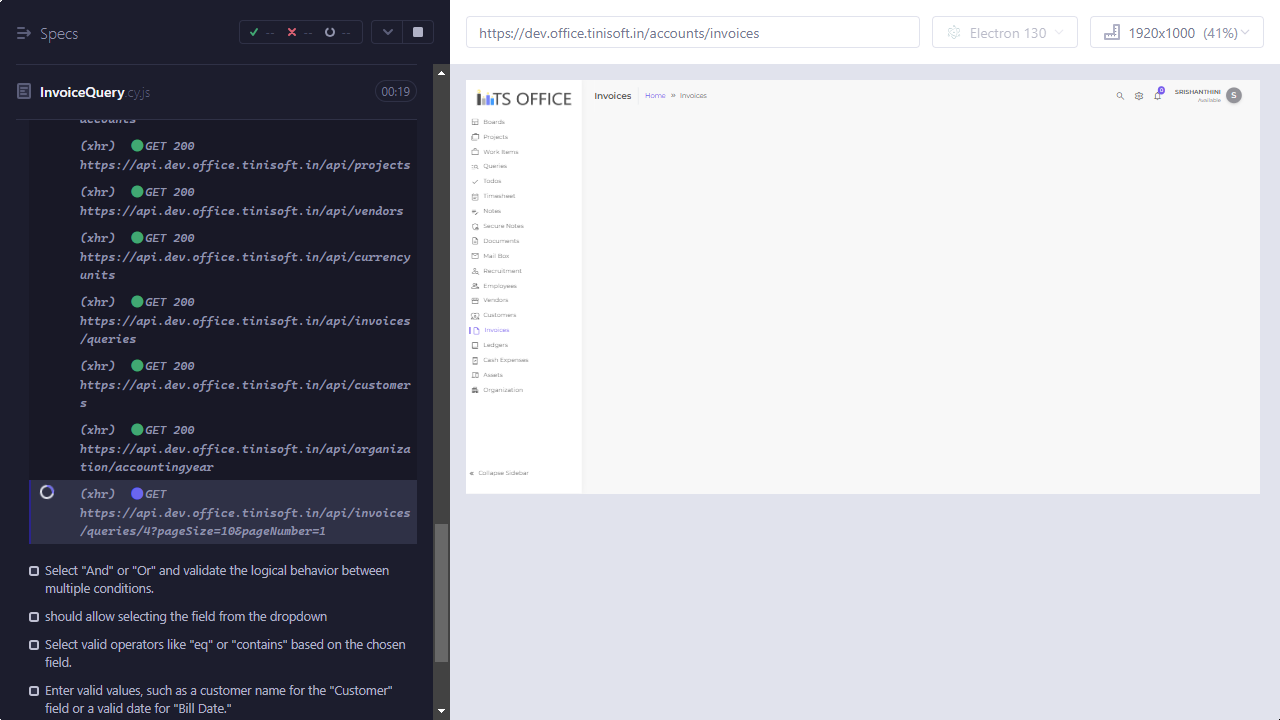 Specs
--
--
--
InvoiceQuery.cy.js
00:19
accounts
(xhr) GET 200
https://api.dev.office.tinisoft.in/api/projects
(xhr) GET 200
https://api.dev.office.tinisoft.in/api/vendors
(xhr) GET 200
https://api.dev.office.tinisoft.in/api/currency
units
(xhr) GET 200
https://api.dev.office.tinisoft.in/api/invoices
/queries
(xhr) GET 200
https://api.dev.office.tinisoft.in/api/customer
s
(xhr) GET 200
https://api.dev.office.tinisoft.in/api/organiza
tion/accountingyear
(xhr) GET
https://api.dev.office.tinisoft.in/api/invoices
/queries/4?pageSize=10&pageNumber=1
Select "And" or "Or" and validate the logical behavior between
multiple conditions.
should allow selecting the field from the dropdown
Select valid operators like "eq" or "contains" based on the chosen
field.
Enter valid values, such as a customer name for the "Customer"
field or a valid date for "Bill Date."
https://dev.office.tinisoft.in/accounts/invoices
Electron 130
1920x1000 (41%)
TS OFFICE
Invoices
Home » Invoices
0
SRISHANTHINI
Available
S
Boards
Projects
Work Items
Queries
Todos
Timesheet
Notes
Secure Notes
Documents
Mail Box
Recruitment
Employees
Vendors
Customers
Invoices
Ledgers
Cash Expenses
Assets
Organization
« Collapse Sidebar